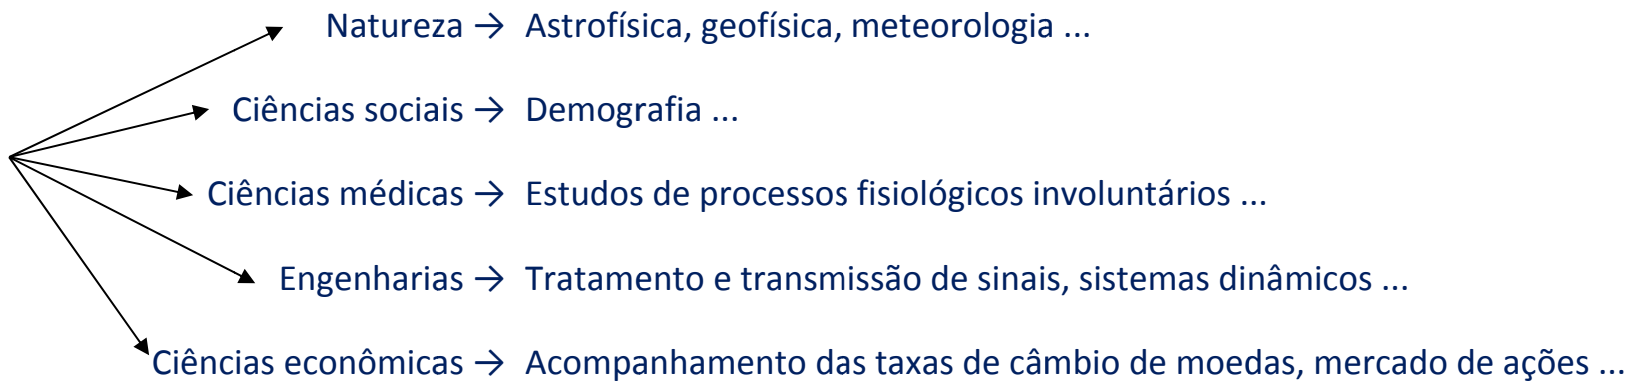 Natureza → Astrofísica, geofísica, meteorologia ...
Ciências sociais → Demografia ...
Ciências médicas → Estudos de processos fisiológicos involuntários ...
Engenharias → Tratamento e transmissão de sinais, sistemas dinâmicos ...
Ciências econômicas → Acompanhamento das taxas de câmbio de moedas, mercado de ações ...